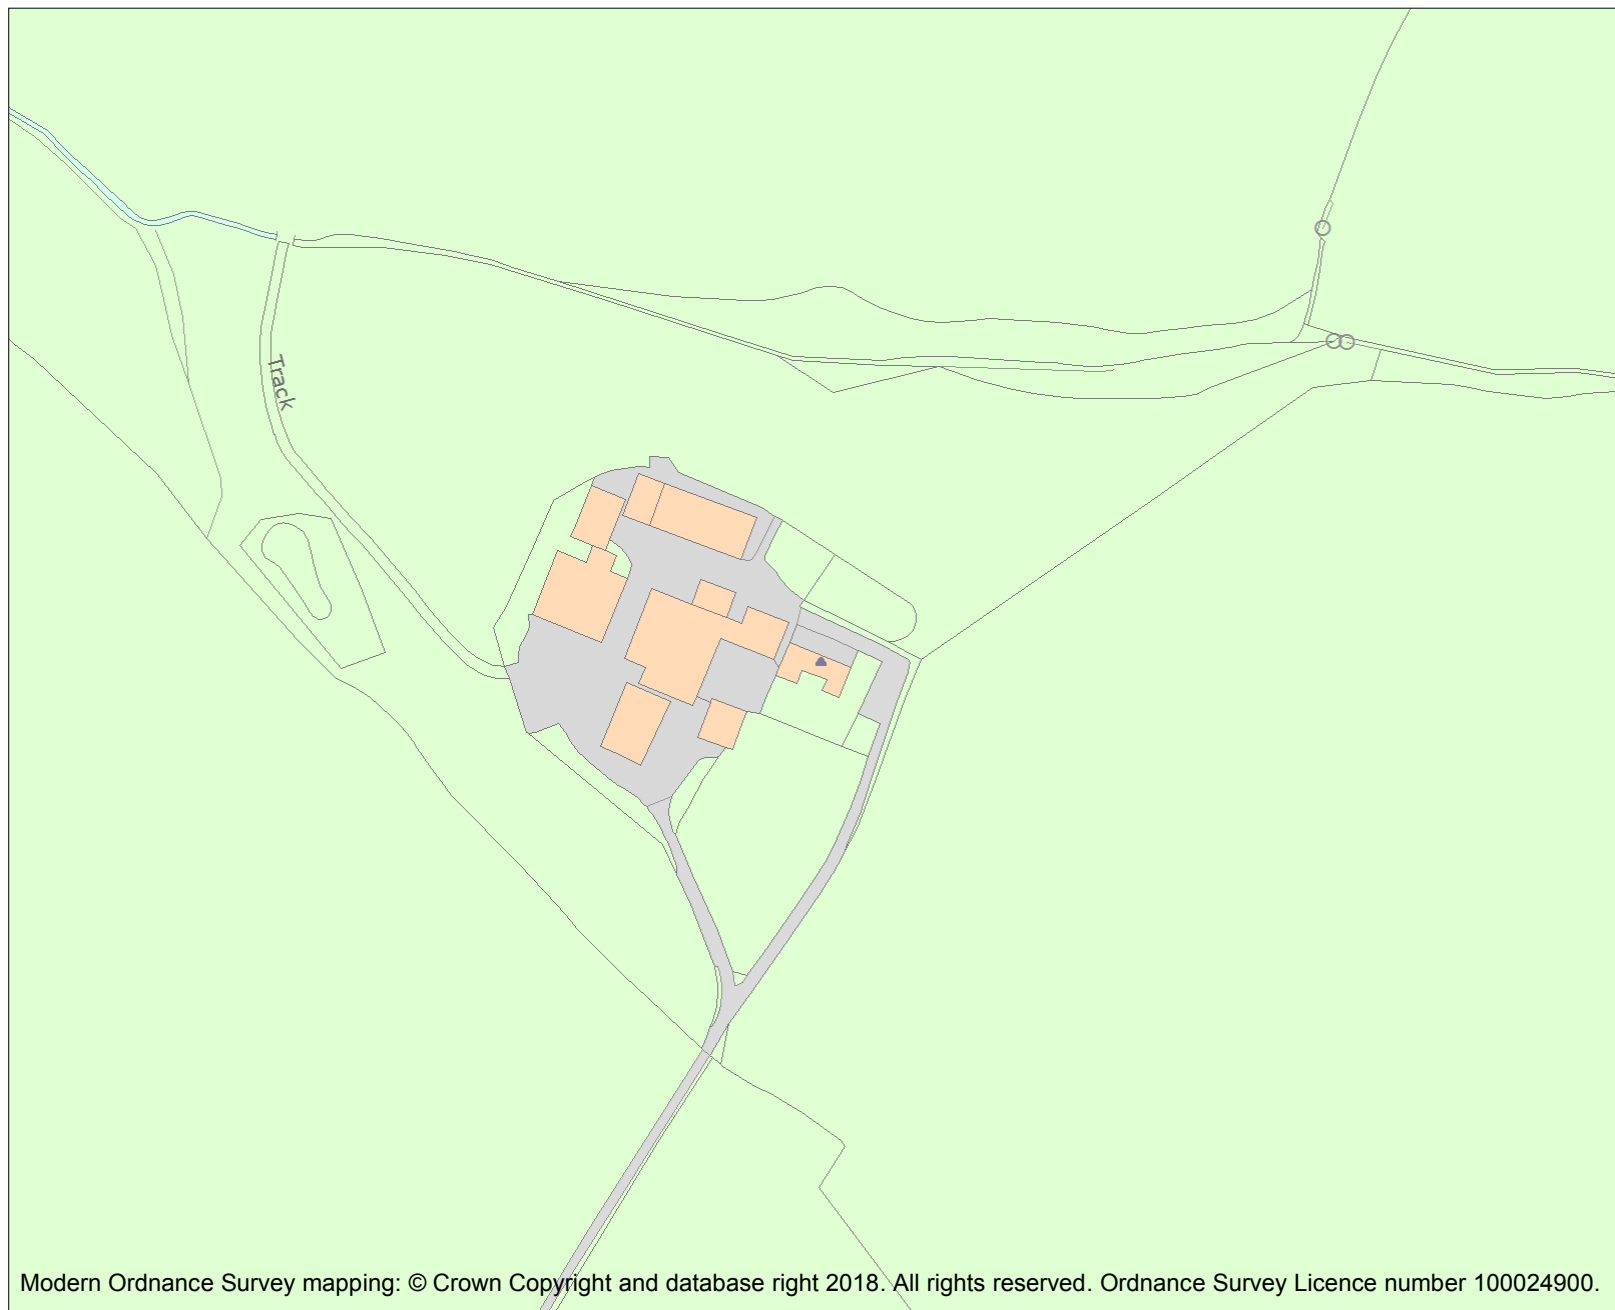 Track
Modern Ordnance Survey mapping: © Crown Copyright and database right 2018. All rights reserved. Ordnance Survey Licence number 100024900.